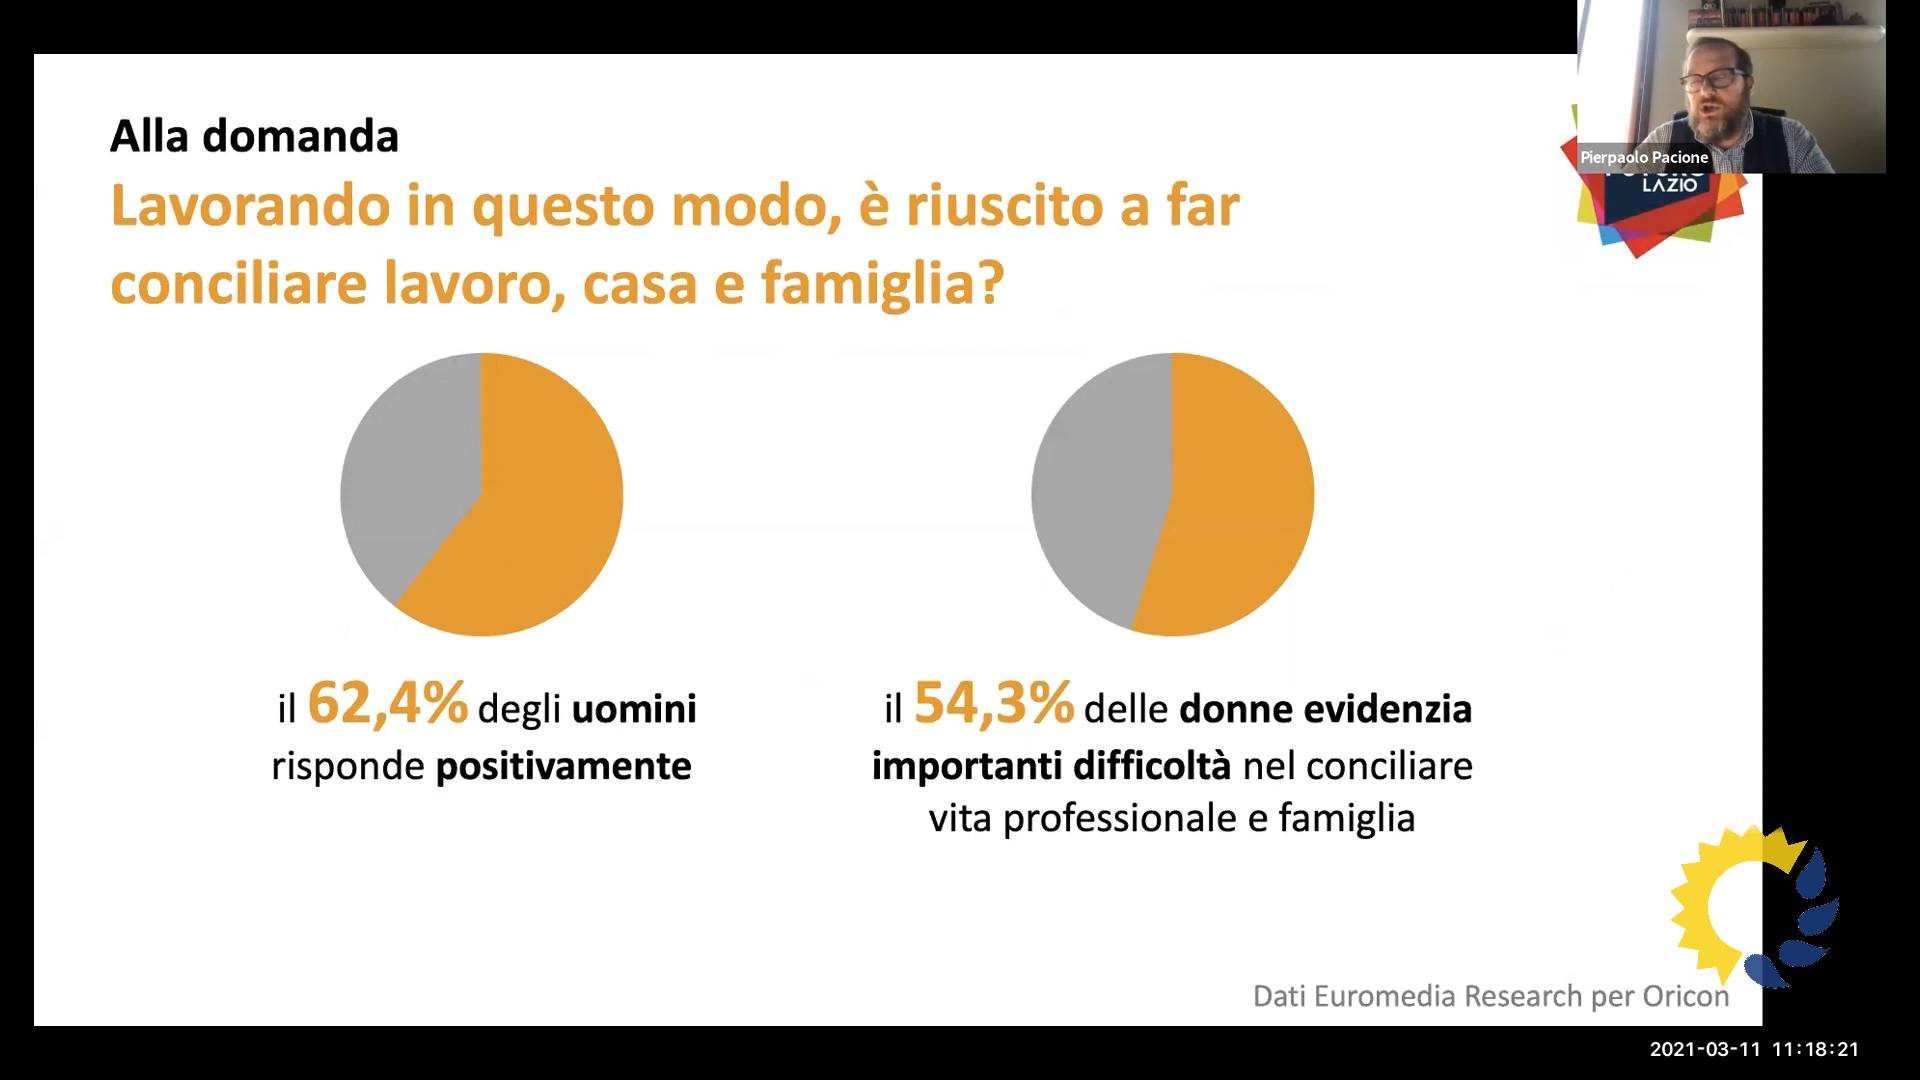 Alla domanda
Lavorando in questo modo, è riuscito a far
conciliare lavoro, casa e famiglia?
Pierpaolo Pacione
LAZIO
il 62,4% degli uomini
risponde positivamente
il 54,3% delle donne evidenzia
importanti difficoltà nel conciliare
vita professionale e famiglia
Dati Euromedia Research per Oricon
2021-03-11 11:18:21